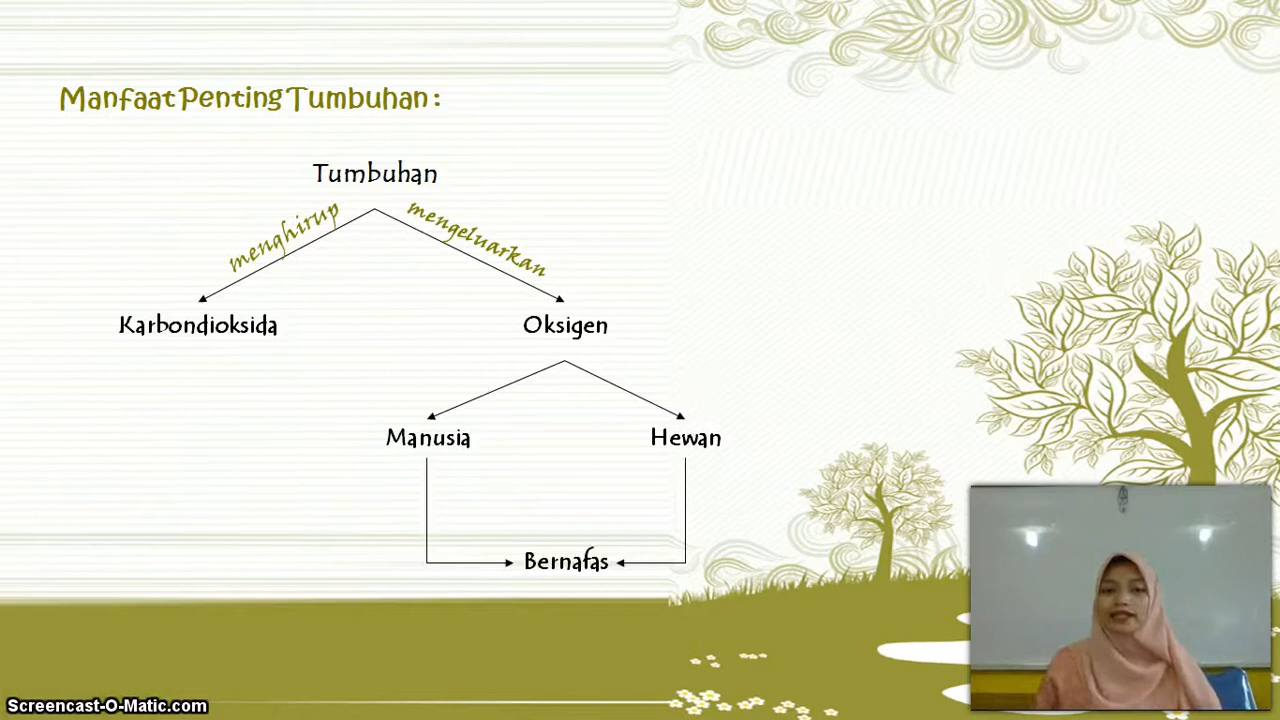 Manfaat Penting Tumbuhan :
Tumbuhan
menghirup
mengeluarkan
Karbondioksida
Oksigen
Manusia
Hewan
Bernafas
Screencast-O-Matic.com